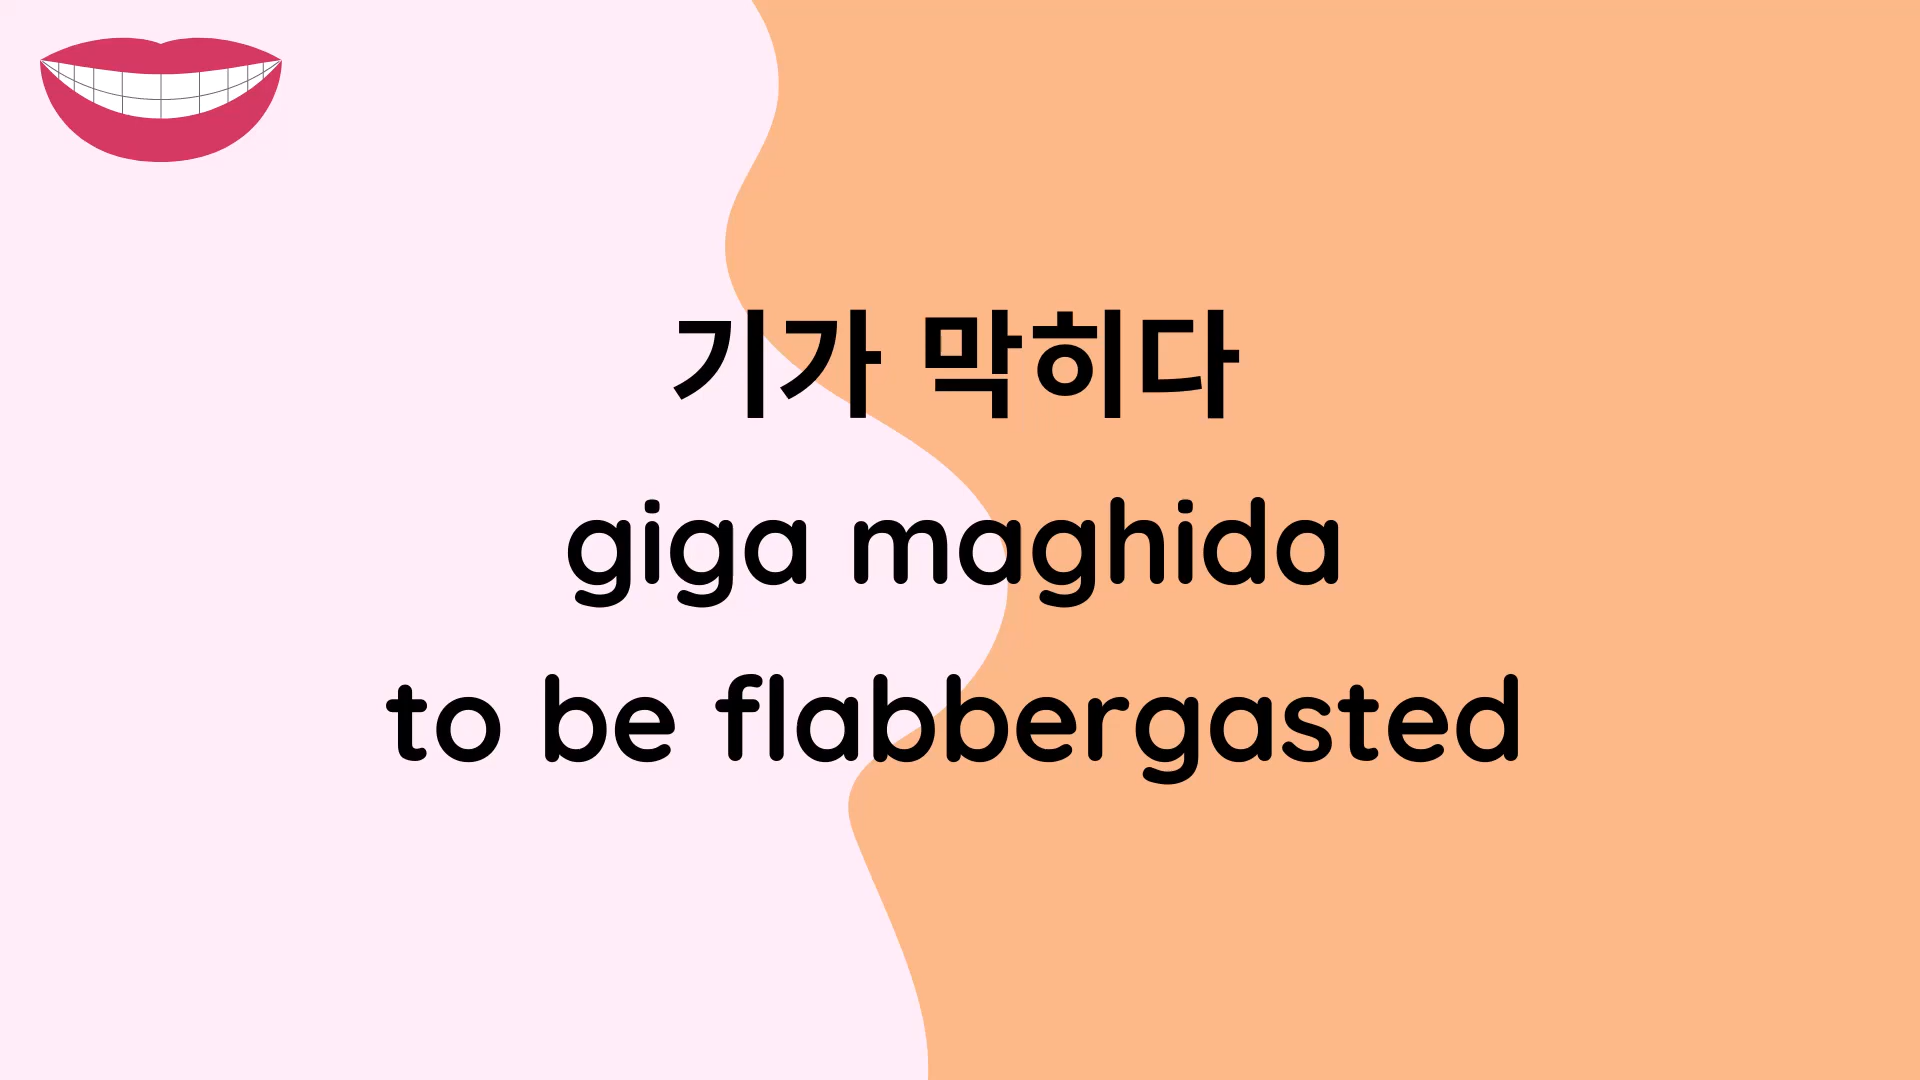 기가 막히다
giga maghida
to be flabbergasted